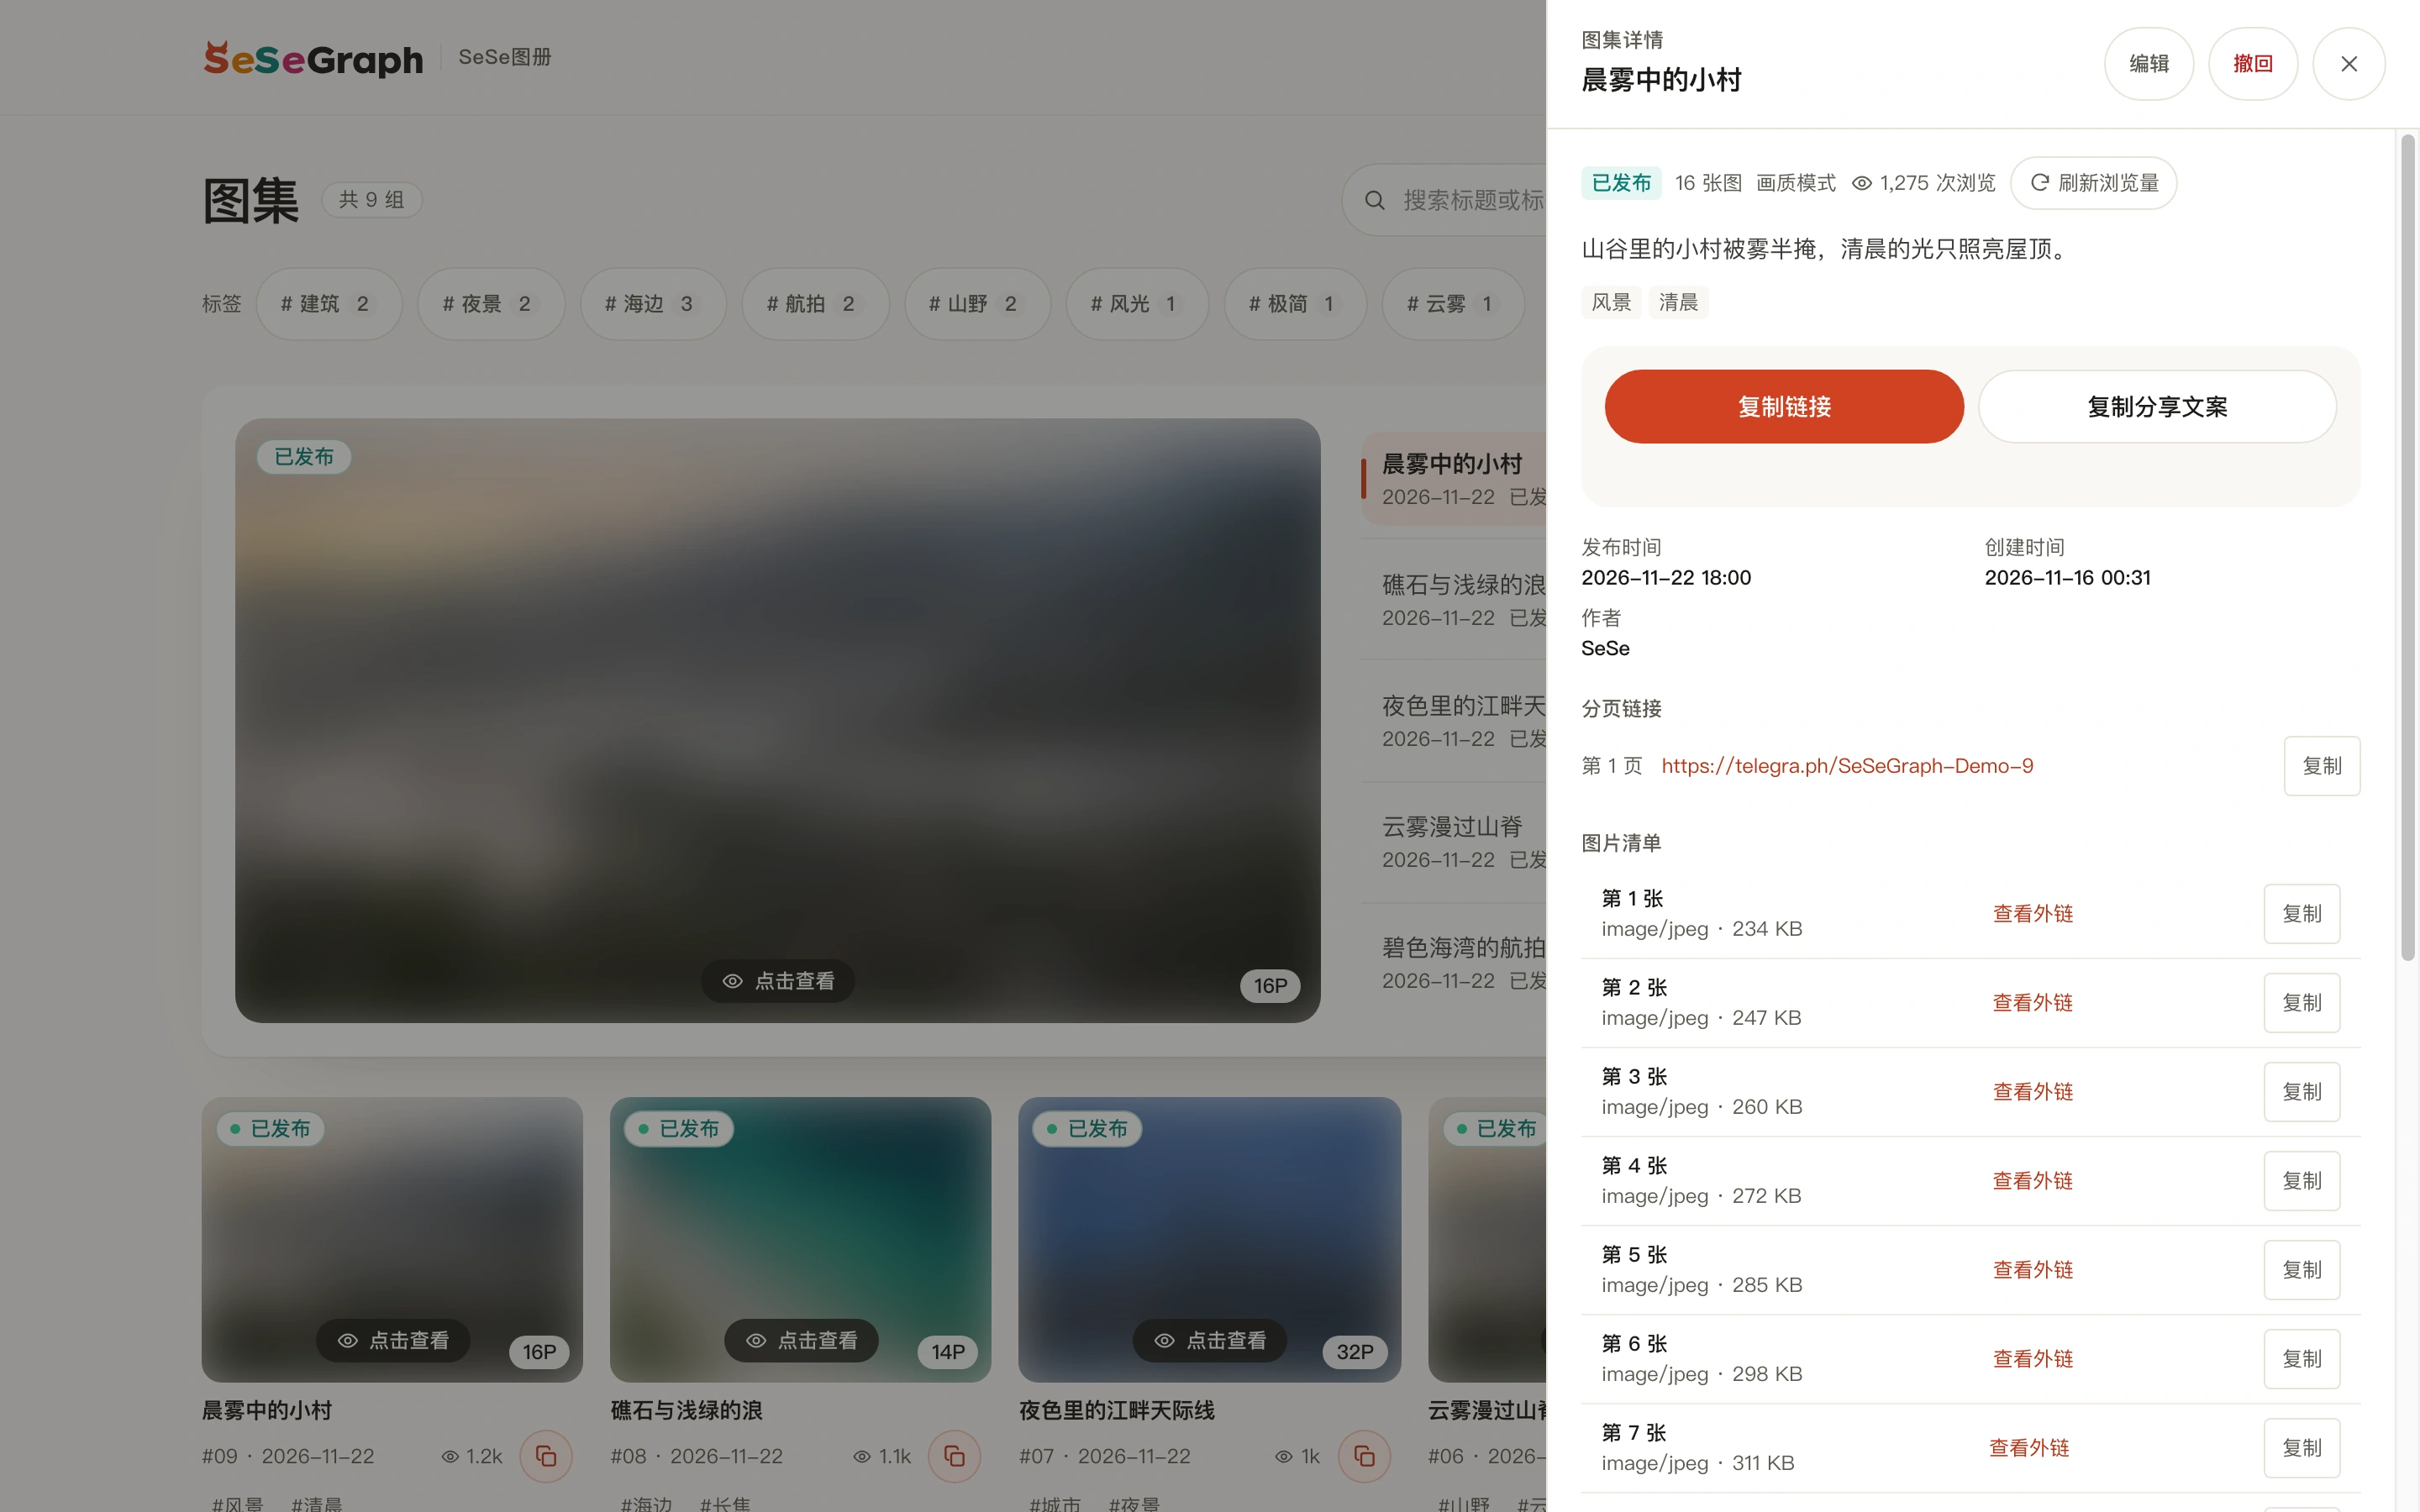 SeSeGraph SeSe图册
图集 共 9 组
搜索标题或标
标签 # 建筑 2 # 夜景 2 # 海边 3 # 航拍 2 # 山野 2 # 风光 1 # 极简 1 # 云雾 1
已发布
点击查看
16P
晨雾中的小村
2026-11-22 已发
礁石与浅绿的浪
2026-11-22 已发
夜色里的江畔天
2026-11-22 已发
云雾漫过山脊
2026-11-22 已发
碧色海湾的航拍
2026-11-22 已发
已发布
点击查看
16P
晨雾中的小村
#09 · 2026-11-22 1.2k
#风景 #清晨
已发布
点击查看
14P
礁石与浅绿的浪
#08 · 2026-11-22 1.1k
#海边 #长焦
已发布
点击查看
32P
夜色里的江畔天际线
#07 · 2026-11-22 1k
#城市 #夜景
已发布
云雾漫过山
#06 · 2026-
#山野
图集详情
晨雾中的小村
编辑 撤回
已发布 16 张图 画质模式 1,275 次浏览 刷新浏览量
山谷里的小村被雾半掩，清晨的光只照亮屋顶。
风景 清晨
复制链接 复制分享文案
发布时间 创建时间
2026-11-22 18:00 2026-11-16 00:31
作者
SeSe
分页链接
第 1 页 https://telegra.ph/SeSeGraph-Demo-9 复制
图片清单
第 1 张
image/jpeg · 234 KB 查看外链 复制
第 2 张
image/jpeg · 247 KB 查看外链 复制
第 3 张
image/jpeg · 260 KB 查看外链 复制
第 4 张
image/jpeg · 272 KB 查看外链 复制
第 5 张
image/jpeg · 285 KB 查看外链 复制
第 6 张
image/jpeg · 298 KB 查看外链 复制
第 7 张
image/jpeg · 311 KB 查看外链 复制